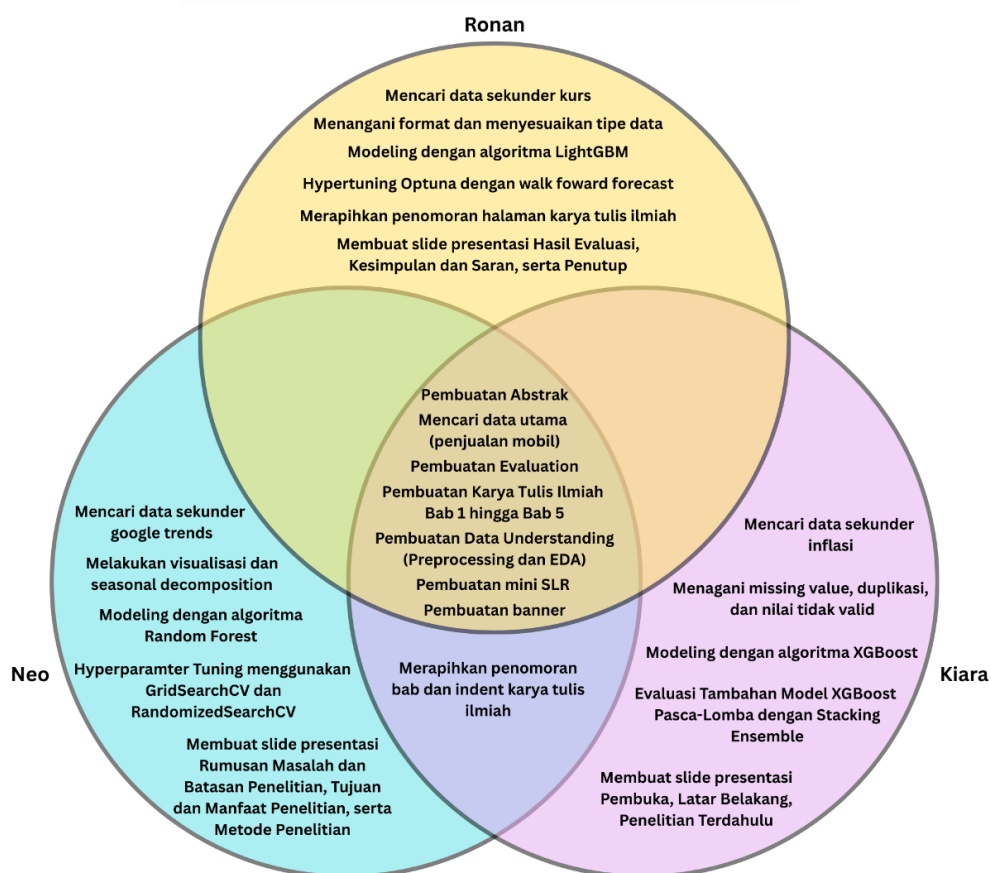 Ronan
Mencari data sekunder kurs
Menangani format dan menyesuaikan tipe data
Modeling dengan algoritma LightGBM
Hypertuning Optuna dengan walk foward forecast
Merapihkan penomoran halaman karya tulis ilmiah
Membuat slide presentasi Hasil Evaluasi,
Kesimpulan dan Saran, serta Penutup
Pembuatan Abstrak
Mencari data utama
(penjualan mobil)
Pembuatan Evaluation
Pembuatan Karya Tulis Ilmiah
Bab 1 hingga Bab 5
Pembuatan Data Understanding
(Preprocessing dan EDA)
Pembuatan mini SLR
Pembuatan banner
Neo
Mencari data sekunder
google trends
Melakukan visualisasi dan
seasonal decomposition
Modeling dengan algoritma
Random Forest
Hyperparamter Tuning menggunakan
GridSearchCV dan
RandomizedSearchCV
Membuat slide presentasi
Rumusan Masalah dan
Batasan Penelitian, Tujuan
dan Manfaat Penelitian, serta
Metode Penelitian
Merapihkan penomoran
bab dan indent karya tulis
ilmiah
Kiara
Mencari data sekunder
inflasi
Menagani missing value, duplikasi,
dan nilai tidak valid
Modeling dengan algoritma XGBoost
Evaluasi Tambahan Model XGBoost
Pasca-Lomba dengan Stacking
Ensemble
Membuat slide presentasi
Pembuka, Latar Belakang,
Penelitian Terdahulu